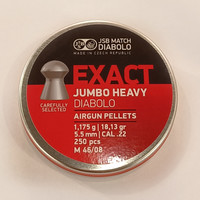 JSB MATCH
DIABOLO
MADE IN CZECH REPUBLIC
EXACT
JUMBO HEAVY
DIABOLO
CAREFULLY
SELECTED
AIRGUN PELLETS
1,175 g | 18,13 gr
5.5 mm | CAL .22
250 pcs
M 46/08